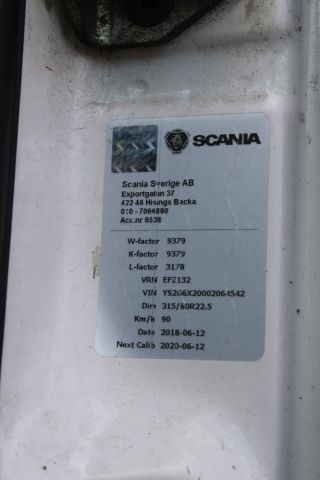 SCANIA
Scania Sverige AB
Exportgatan 37
422 46 Hisings Backa
010 - 7066890
Ack.nr 6538
W-factor 9379
K-factor 9379
L-factor 3178
VRN EFZ132
VIN YS2G6X20002064542
Dim 315/80R22.5
Km/h 90
Date 2018-06-12
Next Calib 2020-06-12